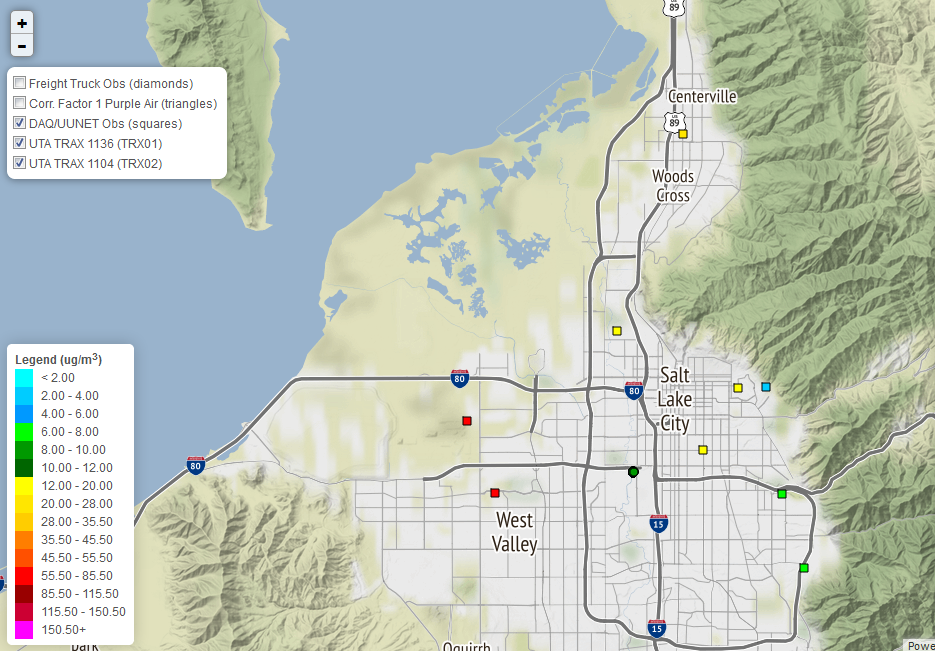 +
-
Freight Truck Obs (diamonds)
Corr. Factor 1 Purple Air (triangles)
DAQ/UUNET Obs (squares)
UTA TRAX 1136 (TRX01)
UTA TRAX 1104 (TRX02)
89
Centerville
US
89
Woods
Cross
80
80
Salt
Lake
City
80
15
West
Valley
15
Legend (ug/m3)
< 2.00
2.00 - 4.00
4.00 - 6.00
6.00 - 8.00
8.00 - 10.00
10.00 - 12.00
12.00 - 20.00
20.00 - 28.00
28.00 - 35.50
35.50 - 45.50
45.50 - 55.50
55.50 - 85.50
85.50 - 115.50
115.50 - 150.50
150.50+
Park
Oquirrh
Powe